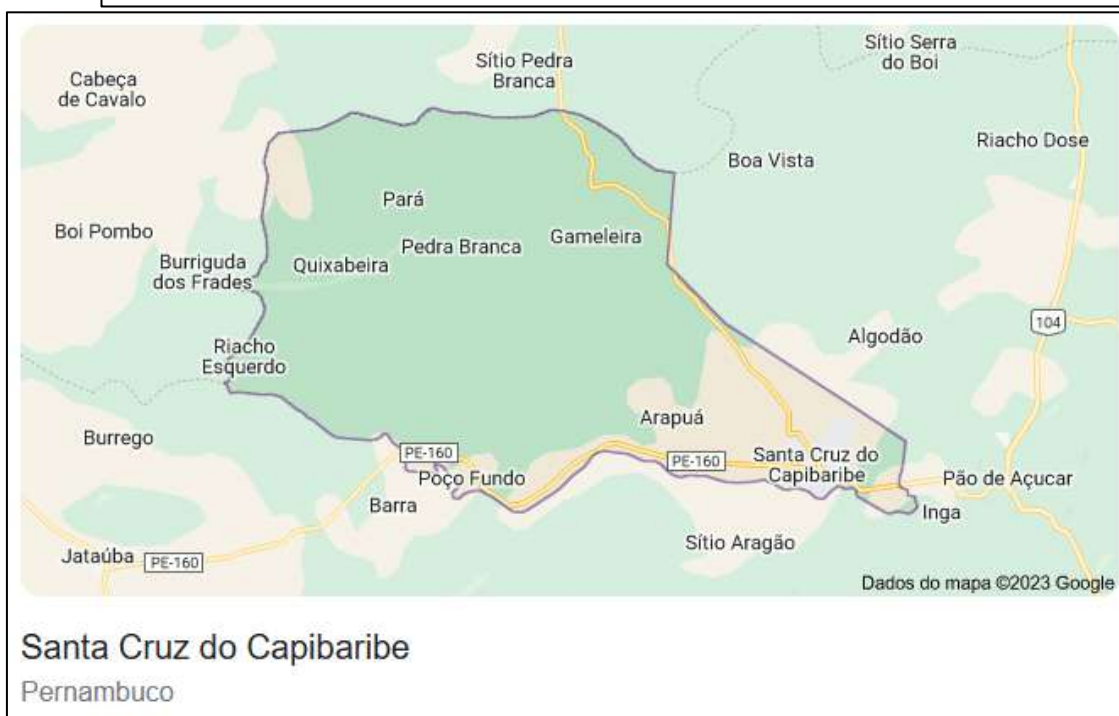 Sítio Pedra
Branca
Sítio Serra
do Boi
Cabeça
de Cavalo
Riacho Dose
Boa Vista
Pará
Boi Pombo
Pedra Branca
Gameleira
Burriguda
dos Frades
Quixabeira
104
Algodão
Riacho
Esquerdo
Arapuá
Burrego
PE-160
PE-160
Santa Cruz do
Capibaribe
Poço Fundo
Pão de Açucar
Barra
Inga
Sítio Aragão
Jataúba
PE-160
Dados do mapa ©2023 Google
Santa Cruz do Capibaribe
Pernambuco